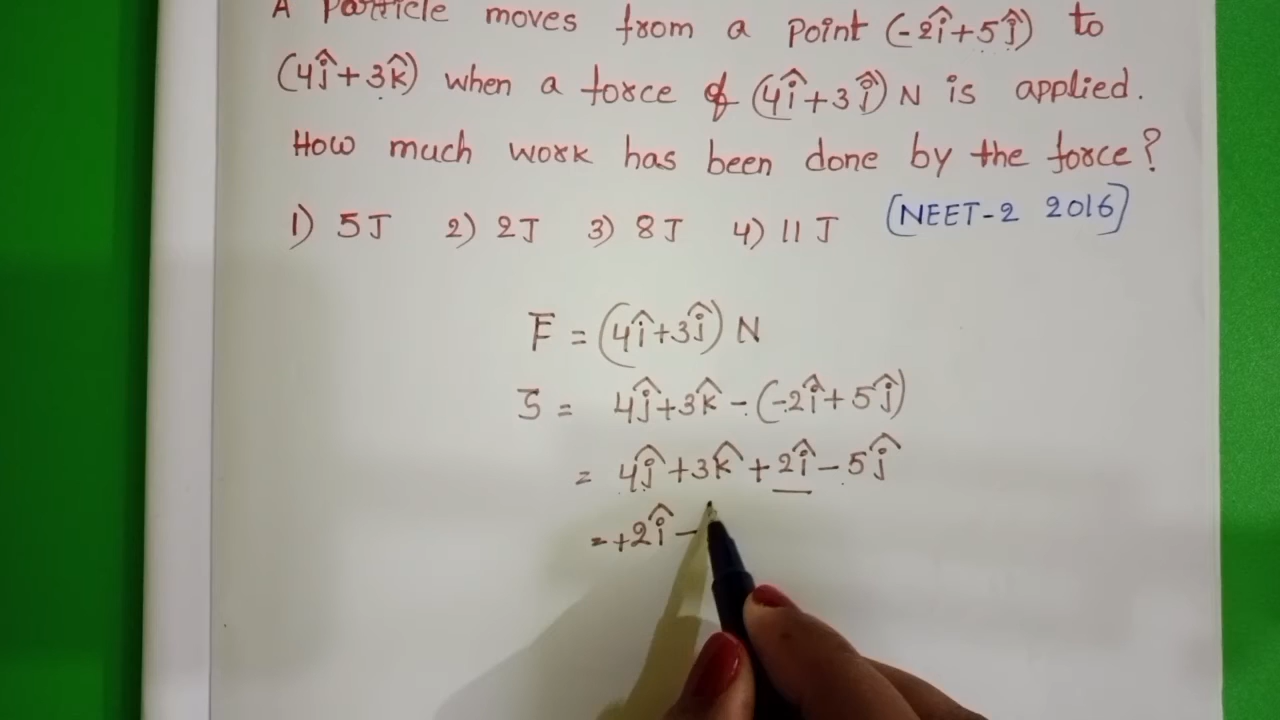 A Particle moves from a point (-2î+5ĵ) to
(4ĵ+3k̂) when a force of (4î+3ĵ) N is applied.
How much work has been done by the force?
1) 5J 2) 2J 3) 8J 4) 11 J (NEET-2 2016)
F̅ = (4î+3ĵ) N
S̅ = 4ĵ+3k̂ - (-2î+5ĵ)
= 4ĵ+3k̂+2î-5ĵ
= +2î -